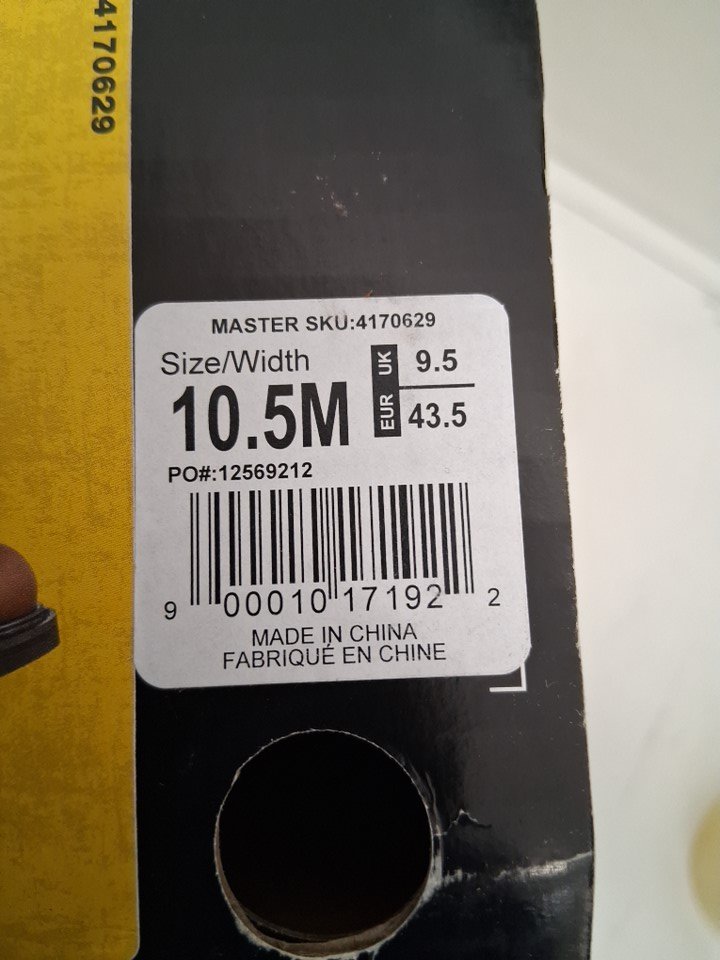 4170629
MASTER SKU:4170629
Size/Width
10.5M
UK 9.5
EUR 43.5
PO#:12569212
9 00010 17192 2
MADE IN CHINA
FABRIQUÉ EN CHINE